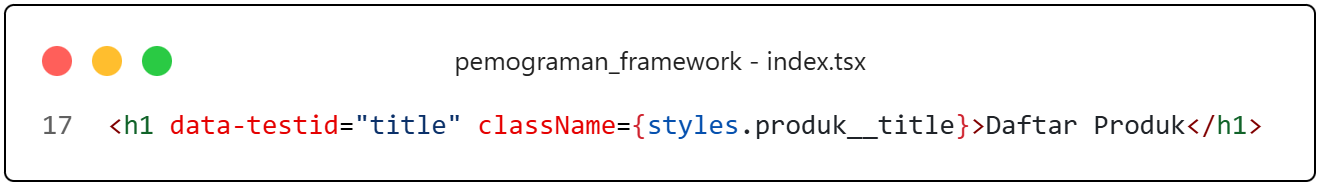 pemograman_framework - index.tsx
17 <h1 data-testid="title" className={styles.produk__title}>Daftar Produk</h1>